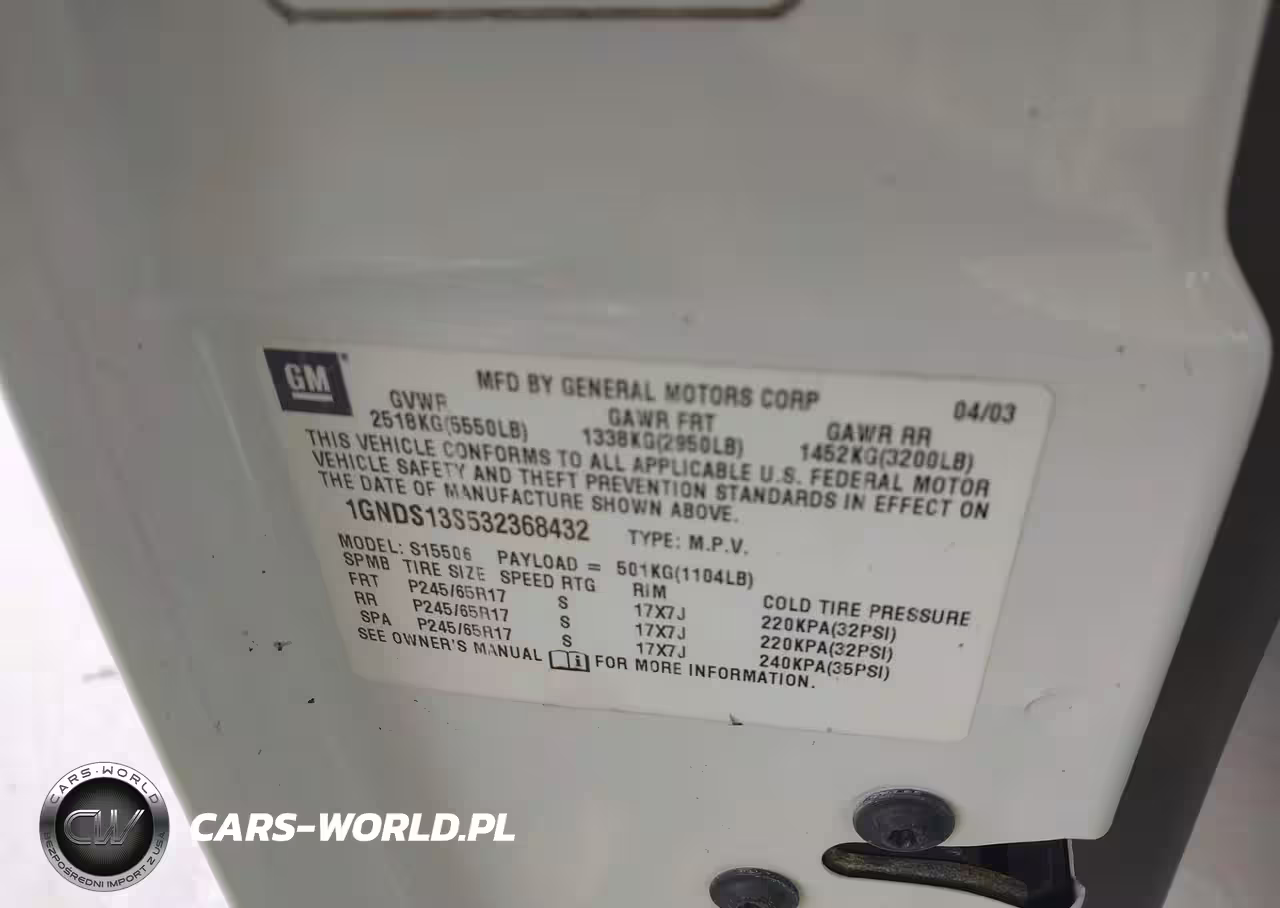 GM
MFD BY GENERAL MOTORS CORP 04/03
GVWR GAWR FRT GAWR RR
2518KG(5550LB) 1338KG(2950LB) 1452KG(3200LB)
THIS VEHICLE CONFORMS TO ALL APPLICABLE U.S. FEDERAL MOTOR
VEHICLE SAFETY AND THEFT PREVENTION STANDARDS IN EFFECT ON
THE DATE OF MANUFACTURE SHOWN ABOVE.
1GNDS13S532368432 TYPE: M.P.V.
MODEL: S15506 PAYLOAD = 501KG(1104LB)
SPMB TIRE SIZE SPEED RTG RIM COLD TIRE PRESSURE
FRT P245/65R17 S 17X7J 220KPA(32PSI)
RR P245/65R17 S 17X7J 220KPA(32PSI)
SPA P245/65R17 S 17X7J 240KPA(35PSI)
SEE OWNER'S MANUAL FOR MORE INFORMATION.
CARS-WORLD
CW
BEZPOŚREDNI IMPORT Z USA
CARS-WORLD.PL